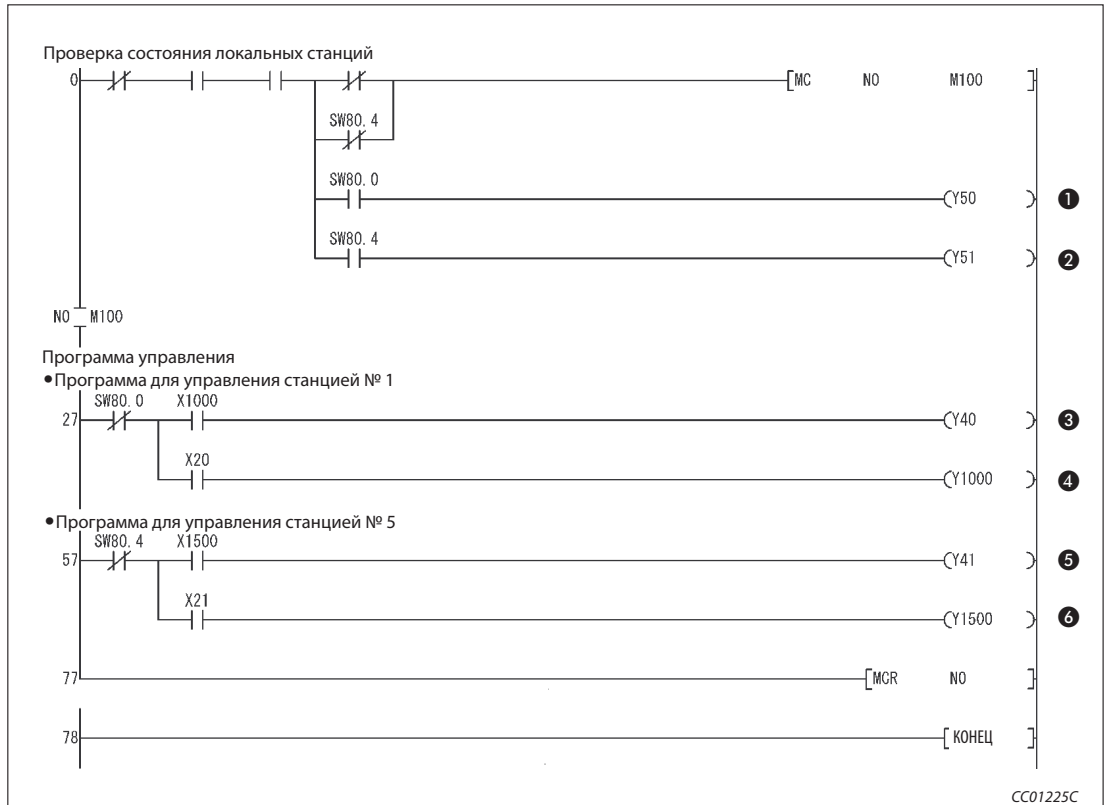 Проверка состояния локальных станций
0 [MC N0 M100 ]
SW80. 4
SW80. 0
(Y50 ) 1
SW80. 4
(Y51 ) 2
N0 M100
Программа управления
•Программа для управления станцией № 1
SW80. 0 X1000
27 (Y40 ) 3
X20
(Y1000 ) 4
•Программа для управления станцией № 5
SW80. 4 X1500
57 (Y41 ) 5
X21
(Y1500 ) 6
77 [MCR N0 ]
78 [ КОНЕЦ ]
CC01225C